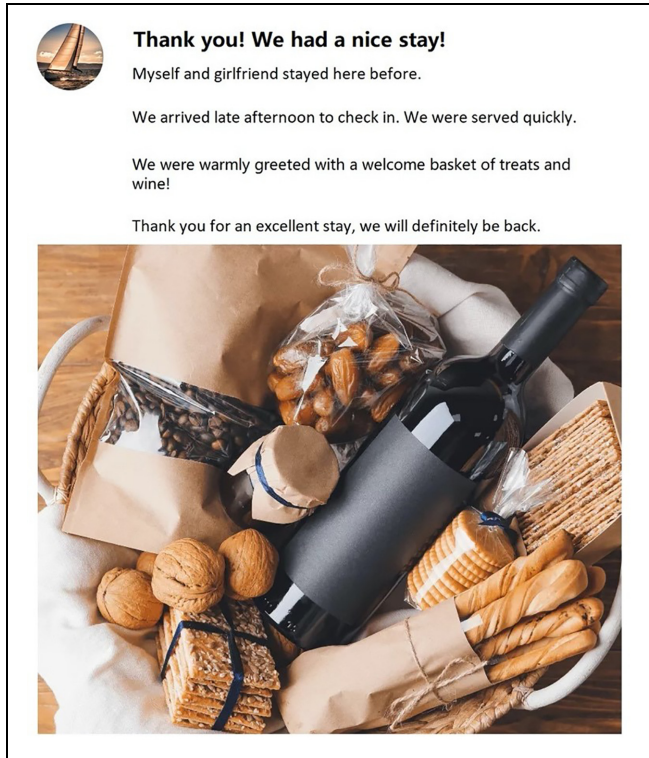 Thank you! We had a nice stay!
Myself and girlfriend stayed here before.
We arrived late afternoon to check in. We were served quickly.
We were warmly greeted with a welcome basket of treats and
wine!
Thank you for an excellent stay, we will definitely be back.